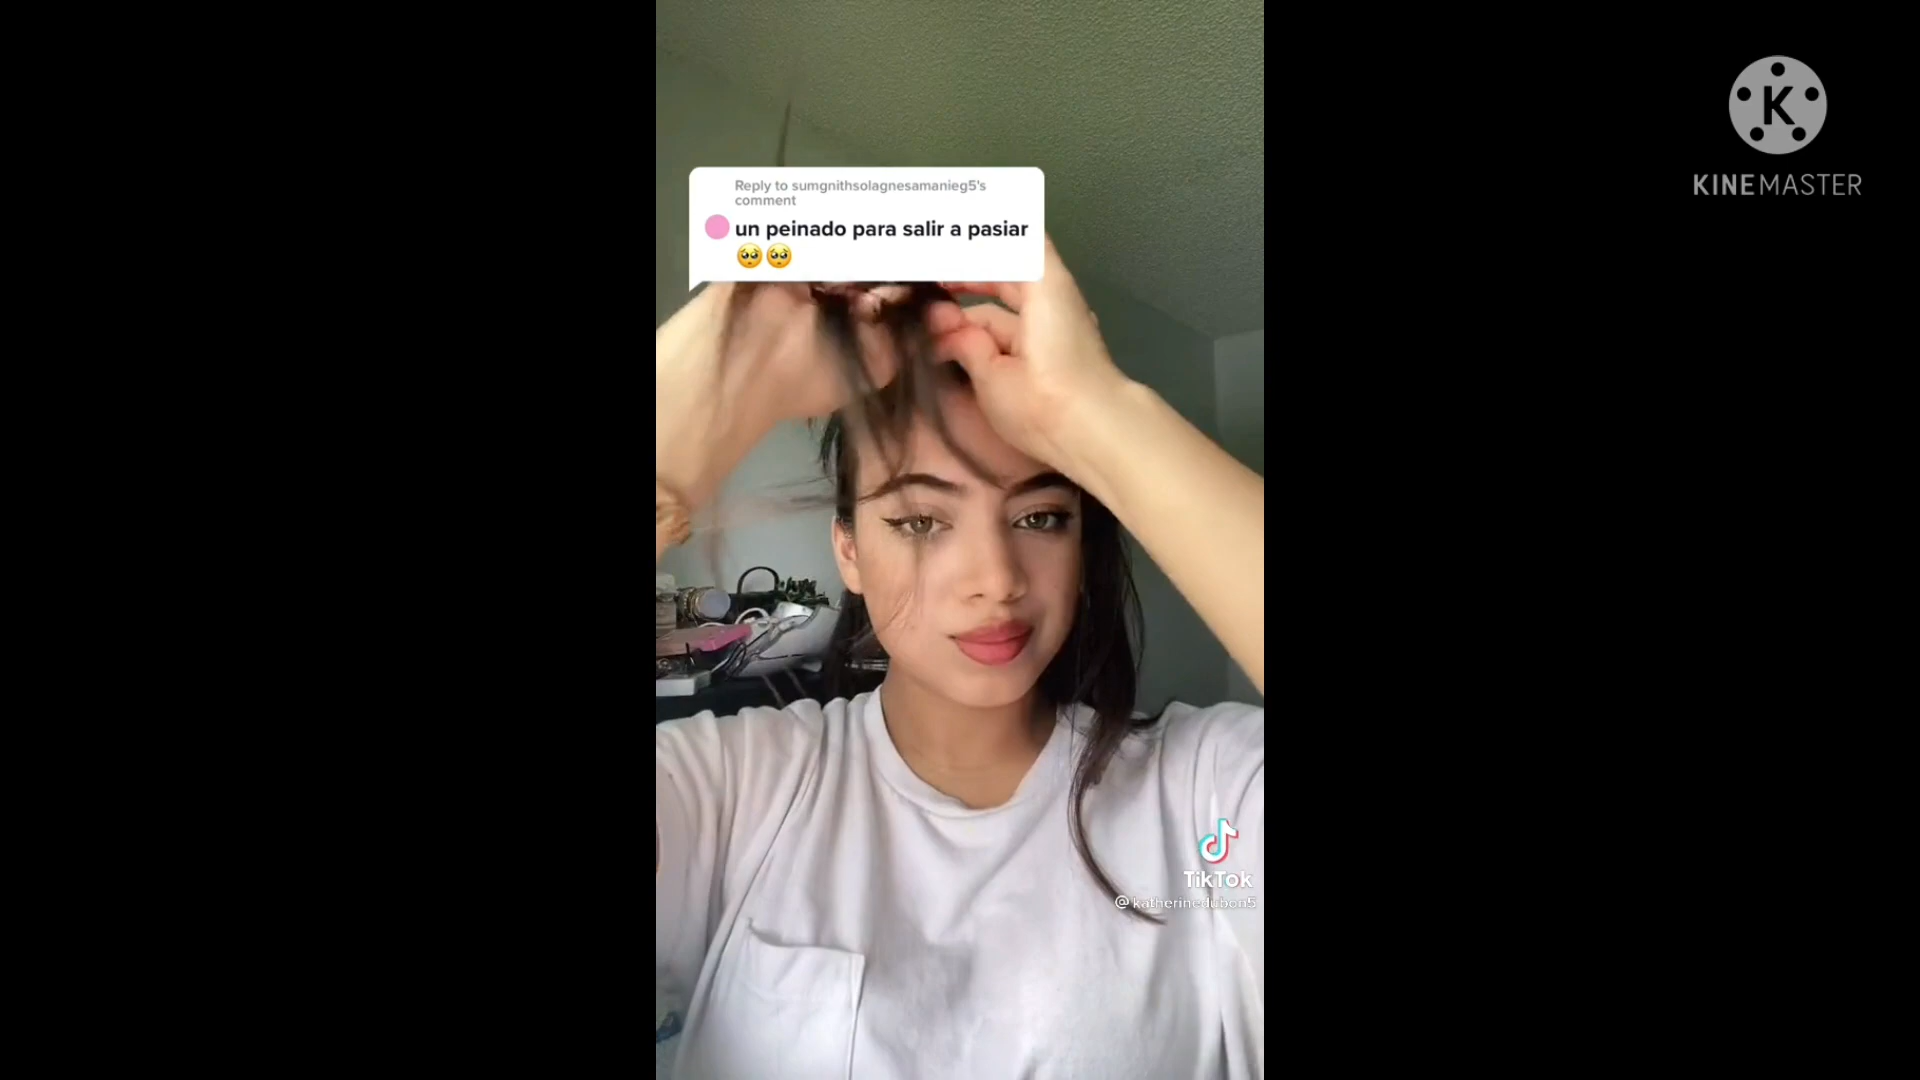 Reply to sumgnithsolagnesamanieg5's
comment
un peinado para salir a pasiar
🥺🥺
K
KINEMASTER
TikTok
@katherinedubon5